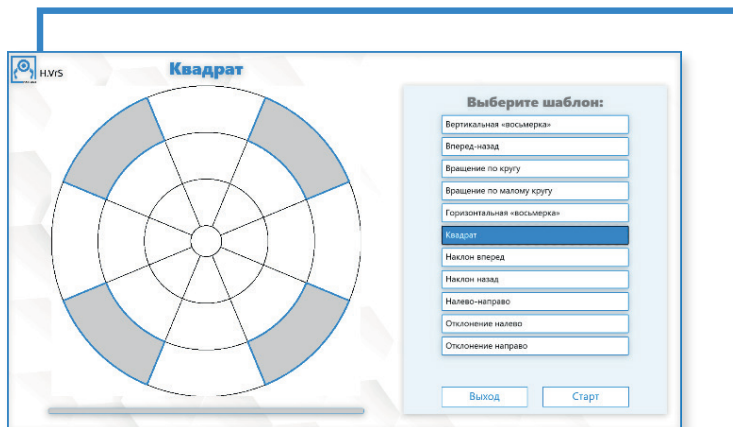 H.VrS
Квадрат
Выберите шаблон:
Вертикальная «восьмерка»
Вперед-назад
Вращение по кругу
Вращение по малому кругу
Горизонтальная «восьмерка»
Квадрат
Наклон вперед
Наклон назад
Налево-направо
Отклонение налево
Отклонение направо
Выход
Старт